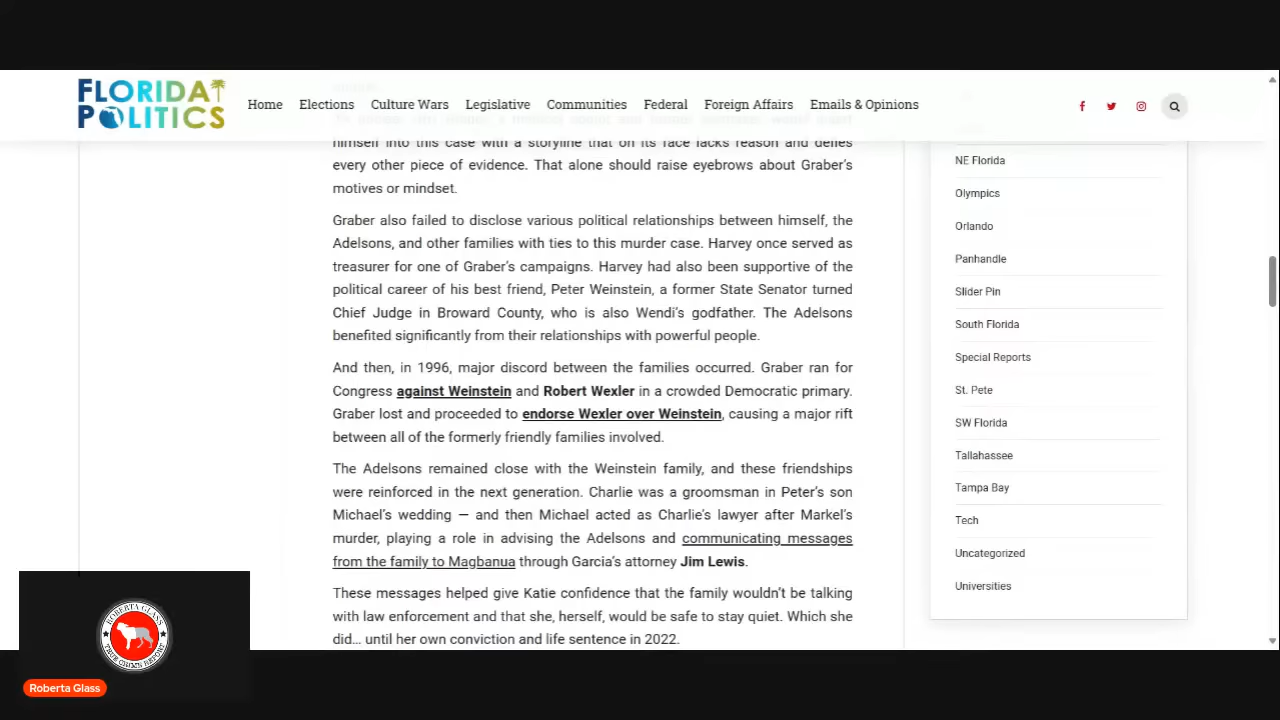 FLORIDA
POLITICS
Home Elections Culture Wars Legislative Communities Federal Foreign Affairs Emails & Opinions
himself into this case with a storyline that on its face lacks reason and defies
every other piece of evidence. That alone should raise eyebrows about Graber's
motives or mindset.
Graber also failed to disclose various political relationships between himself, the
Adelsons, and other families with ties to this murder case. Harvey once served as
treasurer for one of Graber's campaigns. Harvey had also been supportive of the
political career of his best friend, Peter Weinstein, a former State Senator turned
Chief Judge in Broward County, who is also Wendi's godfather. The Adelsons
benefited significantly from their relationships with powerful people.
And then, in 1996, major discord between the families occurred. Graber ran for
Congress against Weinstein and Robert Wexler in a crowded Democratic primary.
Graber lost and proceeded to endorse Wexler over Weinstein, causing a major rift
between all of the formerly friendly families involved.
The Adelsons remained close with the Weinstein family, and these friendships
were reinforced in the next generation. Charlie was a groomsman in Peter's son
Michael's wedding — and then Michael acted as Charlie's lawyer after Markel's
murder, playing a role in advising the Adelsons and communicating messages
from the family to Magbanua through Garcia's attorney Jim Lewis.
These messages helped give Katie confidence that the family wouldn't be talking
with law enforcement and that she, herself, would be safe to stay quiet. Which she
did... until her own conviction and life sentence in 2022.
NE Florida
Olympics
Orlando
Panhandle
Slider Pin
South Florida
Special Reports
St. Pete
SW Florida
Tallahassee
Tampa Bay
Tech
Uncategorized
Universities
ROBERTA GLASS
TRUE CRIME REPORT
Roberta Glass